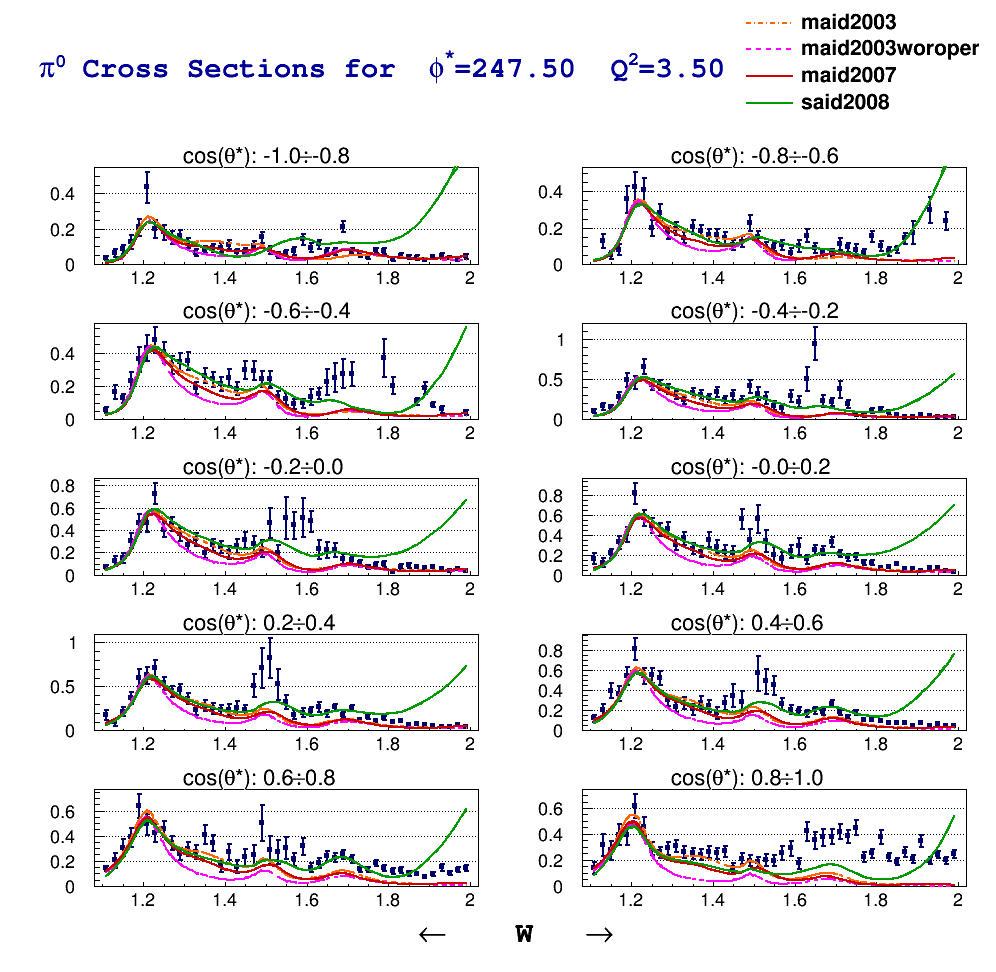 maid2003
maid2003woroper
maid2007
said2008
π⁰ Cross Sections for ϕ*=247.50 Q²=3.50
cos(θ*): -1.0÷-0.8
0.4
0.2
0
1.2 1.4 1.6 1.8 2
cos(θ*): -0.8÷-0.6
0.4
0.2
0
1.2 1.4 1.6 1.8 2
cos(θ*): -0.6÷-0.4
0.4
0.2
0
1.2 1.4 1.6 1.8 2
cos(θ*): -0.4÷-0.2
1
0.5
0
1.2 1.4 1.6 1.8 2
cos(θ*): -0.2÷0.0
0.8
0.6
0.4
0.2
0
1.2 1.4 1.6 1.8 2
cos(θ*): -0.0÷0.2
0.8
0.6
0.4
0.2
0
1.2 1.4 1.6 1.8 2
cos(θ*): 0.2÷0.4
1
0.5
0
1.2 1.4 1.6 1.8 2
cos(θ*): 0.4÷0.6
0.8
0.6
0.4
0.2
0
1.2 1.4 1.6 1.8 2
cos(θ*): 0.6÷0.8
0.6
0.4
0.2
0
1.2 1.4 1.6 1.8 2
cos(θ*): 0.8÷1.0
0.6
0.4
0.2
0
1.2 1.4 1.6 1.8 2
← W →